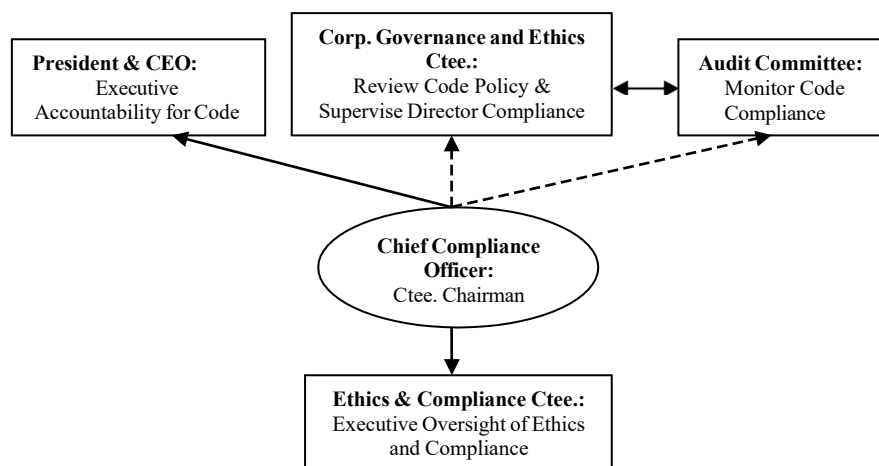 President & CEO:
Executive
Accountability for Code
Corp. Governance and Ethics
Ctee.:
Review Code Policy &
Supervise Director Compliance
Audit Committee:
Monitor Code
Compliance
Chief Compliance
Officer:
Ctee. Chairman
Ethics & Compliance Ctee.:
Executive Oversight of Ethics
and Compliance